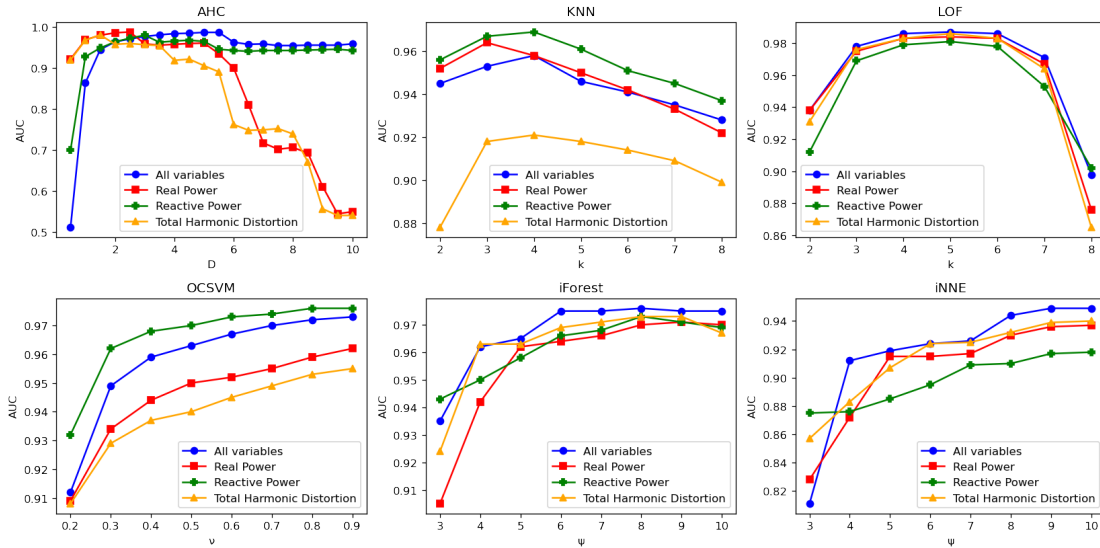 AHC
AUC
1.0
0.9
0.8
0.7
0.6
0.5
All variables
Real Power
Reactive Power
Total Harmonic Distortion
2 4 6 8 10
D
KNN
AUC
0.96
0.94
0.92
0.90
0.88
All variables
Real Power
Reactive Power
Total Harmonic Distortion
2 3 4 5 6 7 8
k
LOF
AUC
0.98
0.96
0.94
0.92
0.90
0.88
0.86
All variables
Real Power
Reactive Power
Total Harmonic Distortion
2 3 4 5 6 7 8
k
OCSVM
AUC
0.97
0.96
0.95
0.94
0.93
0.92
0.91
All variables
Real Power
Reactive Power
Total Harmonic Distortion
0.2 0.3 0.4 0.5 0.6 0.7 0.8 0.9
ν
iForest
AUC
0.97
0.96
0.95
0.94
0.93
0.92
0.91
All variables
Real Power
Reactive Power
Total Harmonic Distortion
3 4 5 6 7 8 9 10
ψ
iNNE
AUC
0.94
0.92
0.90
0.88
0.86
0.84
0.82
All variables
Real Power
Reactive Power
Total Harmonic Distortion
3 4 5 6 7 8 9 10
ψ